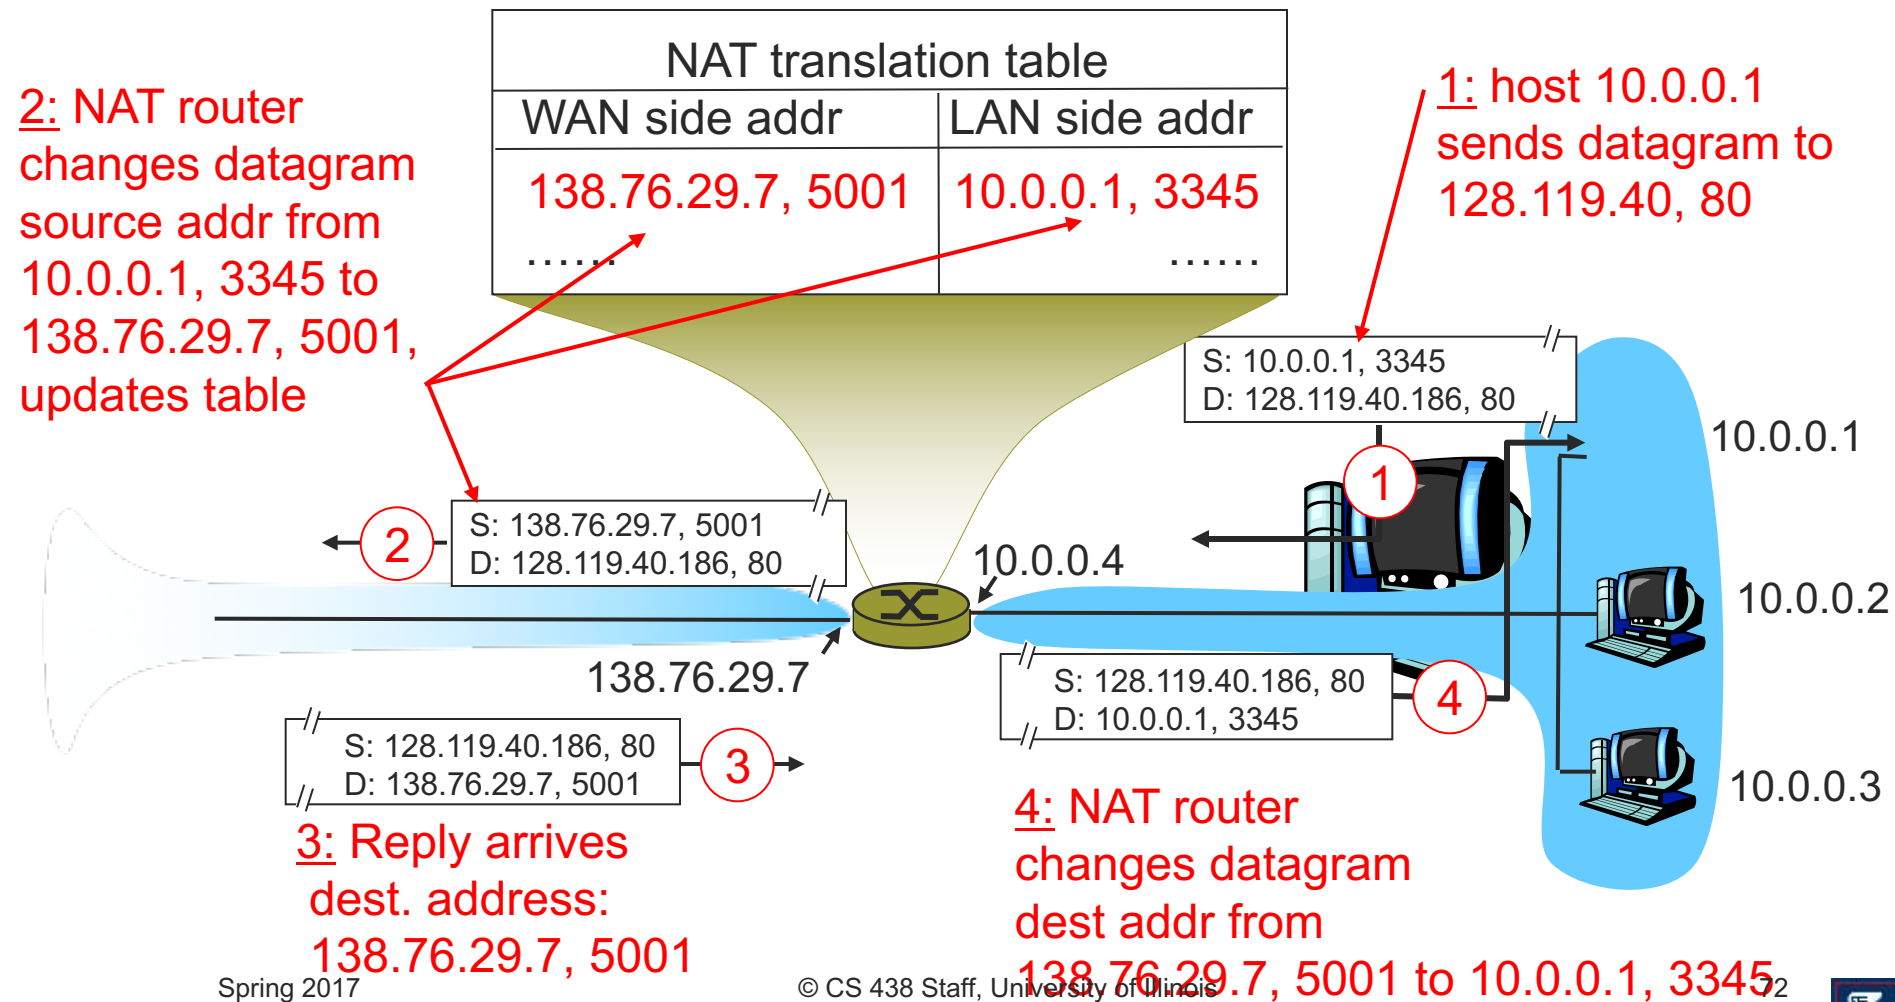 NAT translation table
WAN side addr
LAN side addr
138.76.29.7, 5001
10.0.0.1, 3345
......
......
2: NAT router
changes datagram
source addr from
10.0.0.1, 3345 to
138.76.29.7, 5001,
updates table
1: host 10.0.0.1
sends datagram to
128.119.40, 80
S: 10.0.0.1, 3345
D: 128.119.40.186, 80
1
10.0.0.1
2
S: 138.76.29.7, 5001
D: 128.119.40.186, 80
10.0.0.4
10.0.0.2
138.76.29.7
S: 128.119.40.186, 80
D: 10.0.0.1, 3345
4
S: 128.119.40.186, 80
D: 138.76.29.7, 5001
3
10.0.0.3
3: Reply arrives
dest. address:
138.76.29.7, 5001
4: NAT router
changes datagram
dest addr from
138.76.29.7, 5001 to 10.0.0.1, 3345
Spring 2017
© CS 438 Staff, University of Illinois
72